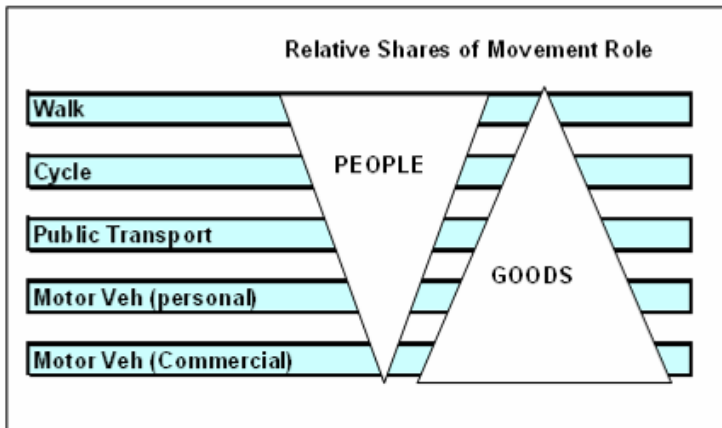 Relative Shares of Movement Role
Walk
Cycle
PEOPLE
Public Transport
GOODS
Motor Veh (personal)
Motor Veh (Commercial)